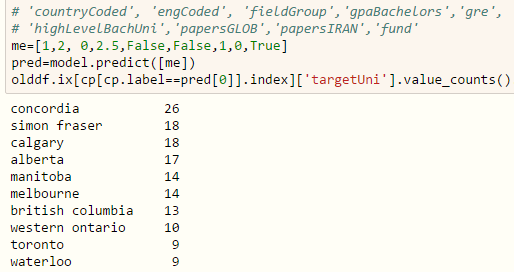 # 'countryCoded', 'engCoded', 'fieldGroup','gpaBachelors','gre',
# 'highLevelBachUni','papersGLOB','papersIRAN','fund'
me=[1,2, 0,2.5,False,False,1,0,True]
pred=model.predict([me])
olddf.ix[cp[cp.label==pred[0]].index]['targetUni'].value_counts()
concordia 26
simon fraser 18
calgary 18
alberta 17
manitoba 14
melbourne 14
british columbia 13
western ontario 10
toronto 9
waterloo 9